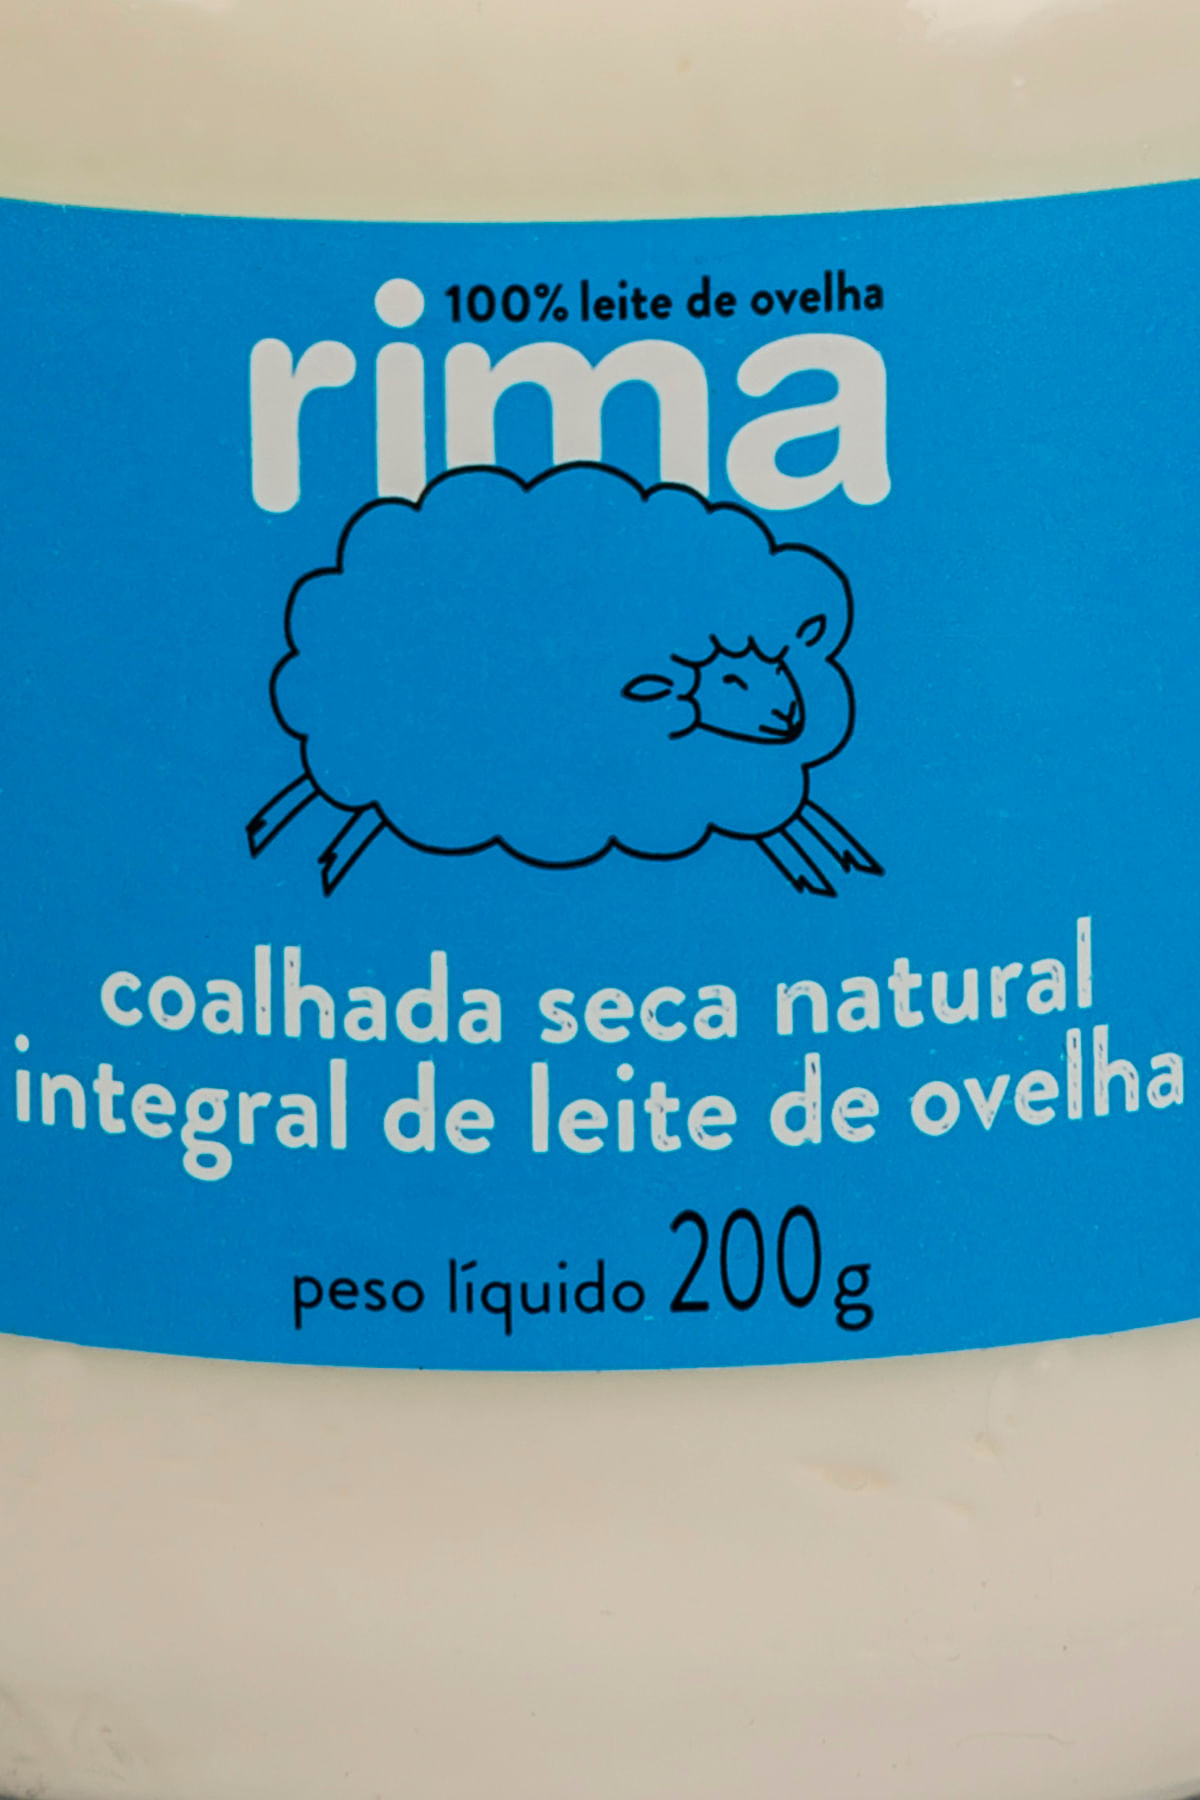 100% leite de ovelha
rima
coalhada seca natural
integral de leite de ovelha
peso líquido 200g